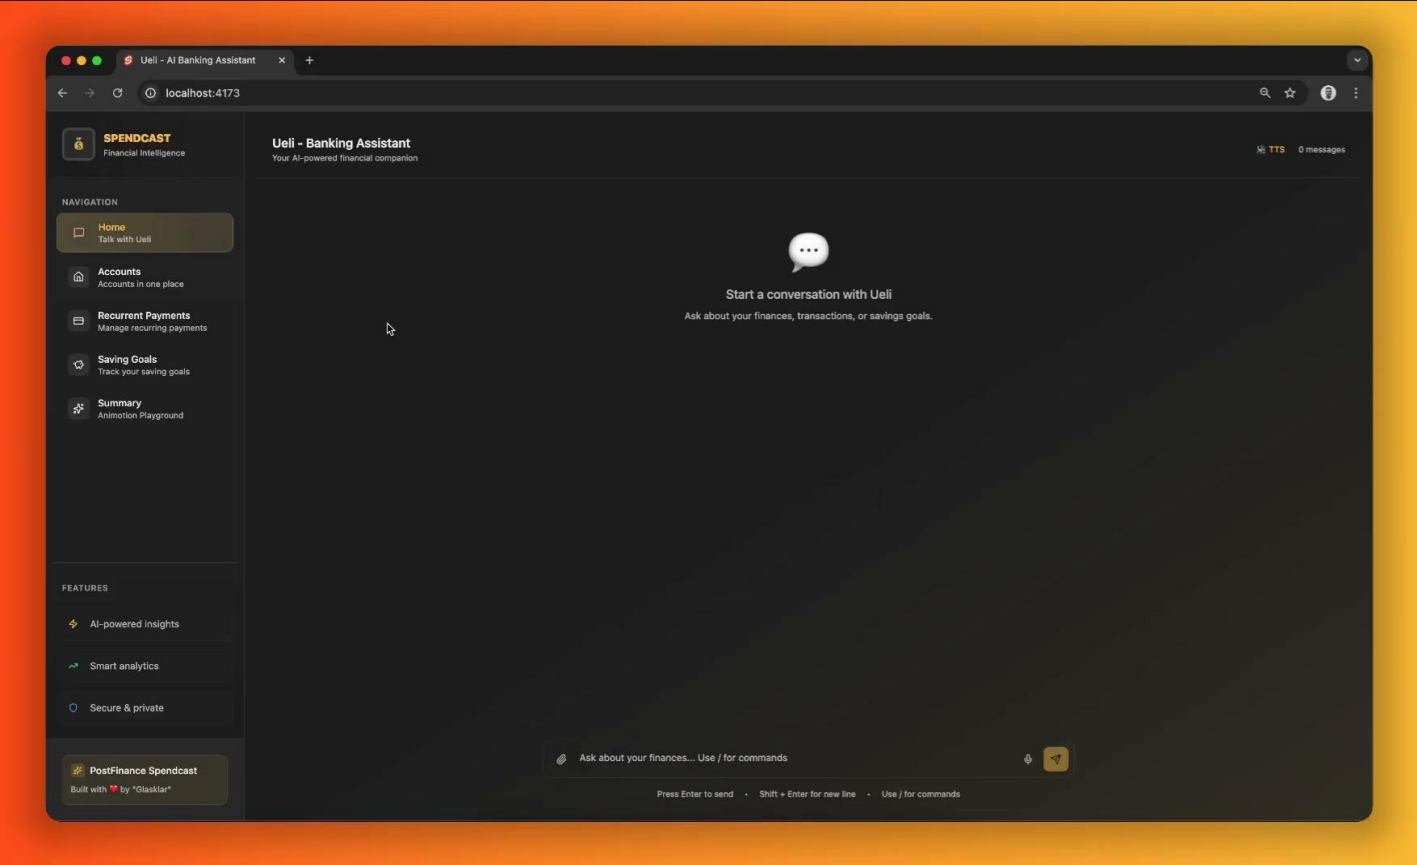 Ueli - AI Banking Assistant
localhost:4173
SPENDCAST
Financial Intelligence
NAVIGATION
Home
Talk with Ueli
Accounts
Accounts in one place
Recurrent Payments
Manage recurring payments
Saving Goals
Track your saving goals
Summary
Animotion Playground
FEATURES
AI-powered insights
Smart analytics
Secure & private
PostFinance Spendcast
Built with ❤️ by "Glasklar"
Ueli - Banking Assistant
Your AI-powered financial companion
TTS 0 messages
Start a conversation with Ueli
Ask about your finances, transactions, or savings goals.
Ask about your finances... Use / for commands
Press Enter to send • Shift + Enter for new line • Use / for commands